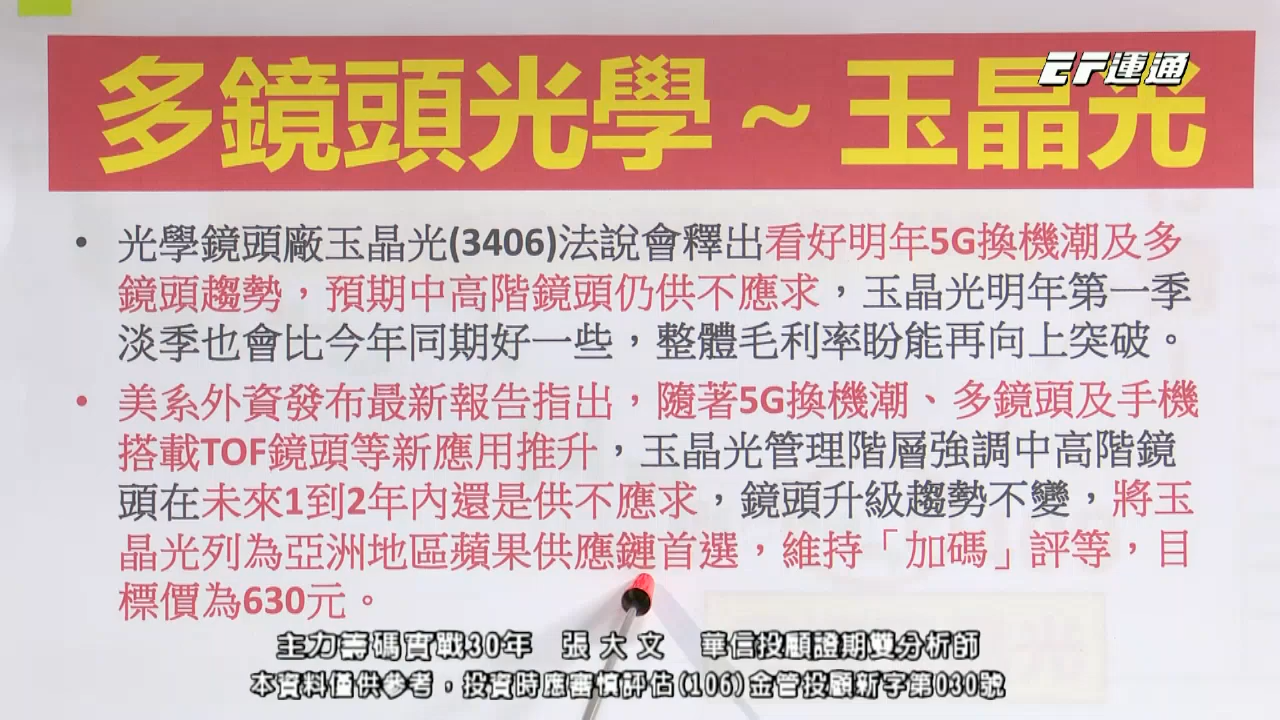 多鏡頭光學~玉晶光
EF運通
• 光學鏡頭廠玉晶光(3406)法說會釋出看好明年5G換機潮及多
鏡頭趨勢，預期中高階鏡頭仍供不應求，玉晶光明年第一季
淡季也會比今年同期好一些，整體毛利率盼能再向上突破。
• 美系外資發布最新報告指出，隨著5G換機潮、多鏡頭及手機
搭載TOF鏡頭等新應用推升，玉晶光管理階層強調中高階鏡
頭在未來1到2年內還是供不應求，鏡頭升級趨勢不變，將玉
晶光列為亞洲地區蘋果供應鏈首選，維持「加碼」評等，目
標價為630元。
主力籌碼實戰30年 張大文 華信投顧證期雙分析師
本資料僅供參考，投資時應審慎評估(106)金管投顧新字第030號